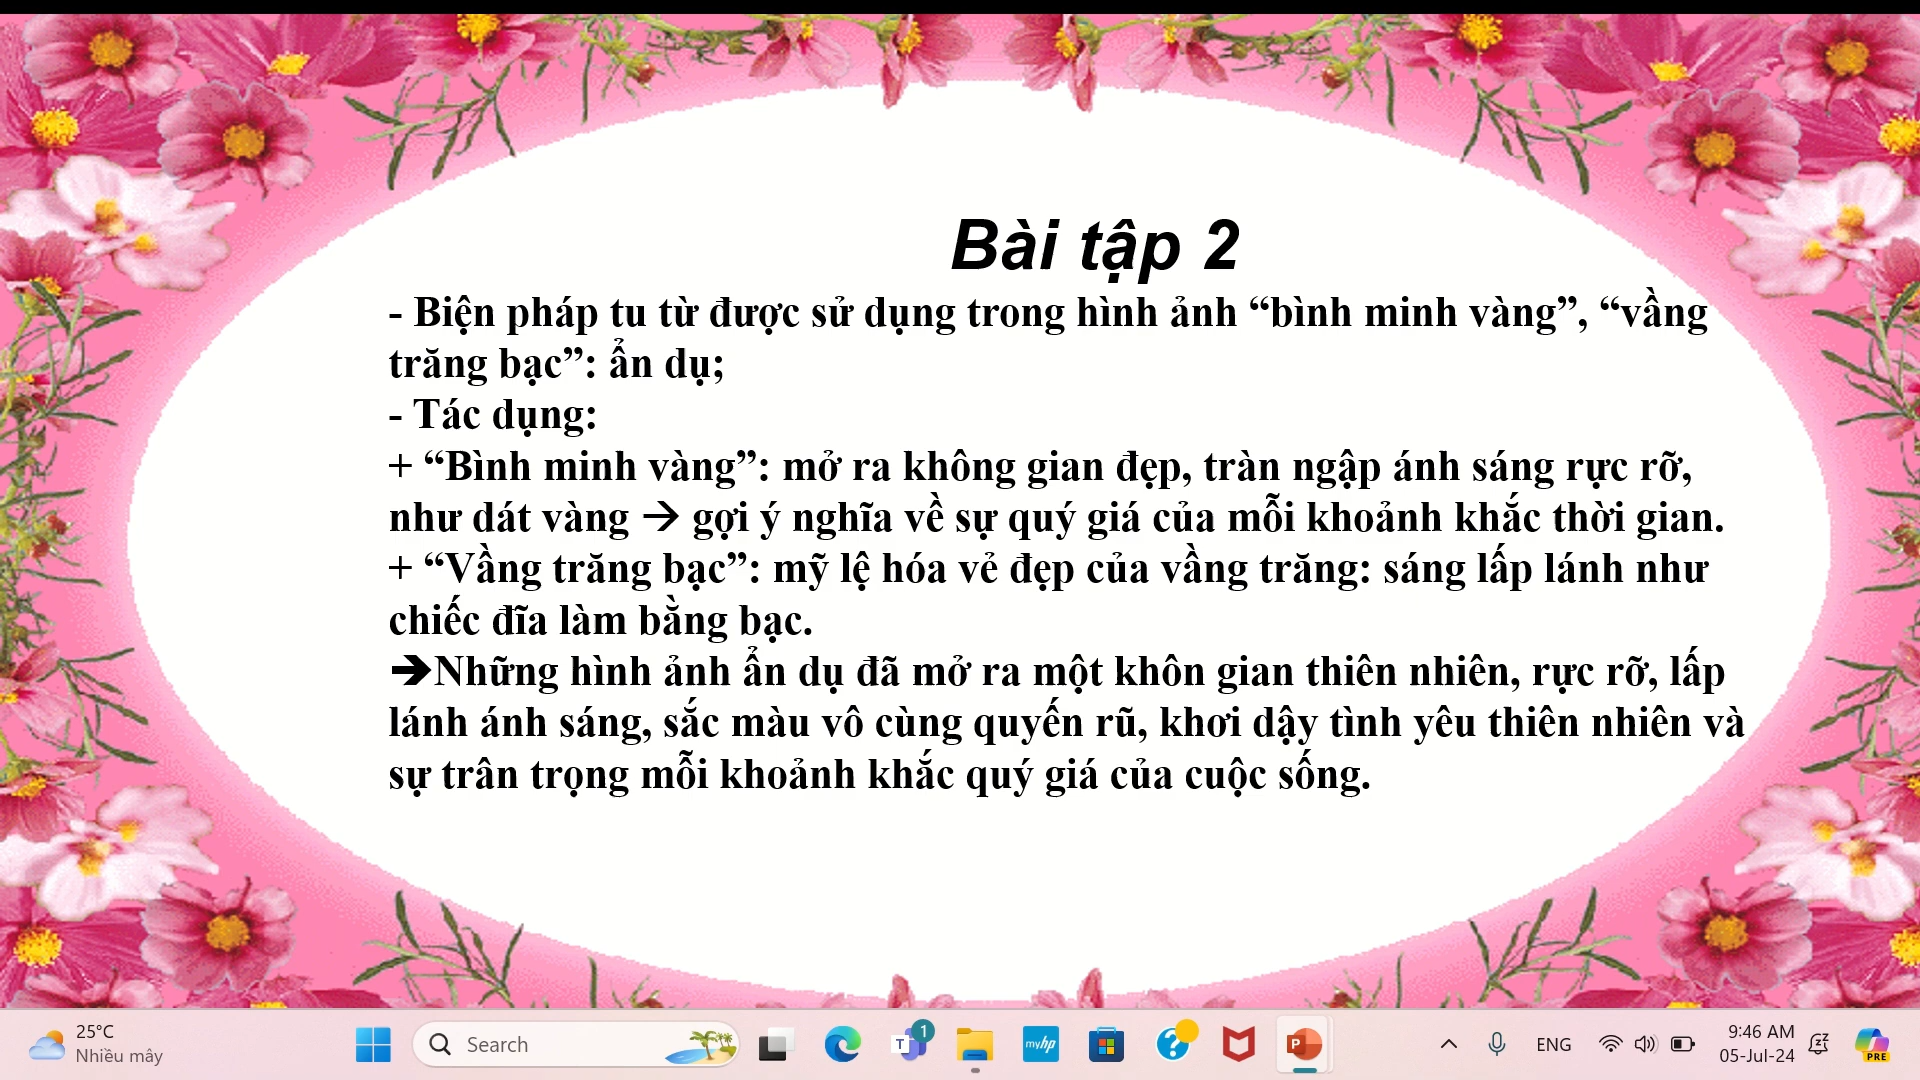 Bài tập 2
- Biện pháp tu từ được sử dụng trong hình ảnh “bình minh vàng”, “vầng
trăng bạc”: ẩn dụ;
- Tác dụng:
+ “Bình minh vàng”: mở ra không gian đẹp, tràn ngập ánh sáng rực rỡ,
như dát vàng → gợi ý nghĩa về sự quý giá của mỗi khoảnh khắc thời gian.
+ “Vầng trăng bạc”: mỹ lệ hóa vẻ đẹp của vầng trăng: sáng lấp lánh như
chiếc đĩa làm bằng bạc.
➔Những hình ảnh ẩn dụ đã mở ra một khôn gian thiên nhiên, rực rỡ, lấp
lánh ánh sáng, sắc màu vô cùng quyến rũ, khơi dậy tình yêu thiên nhiên và
sự trân trọng mỗi khoảnh khắc quý giá của cuộc sống.
25°C
Nhiều mây
Search
T
1
myhp
?
P
ENG
9:46 AM
05-Jul-24
PRE